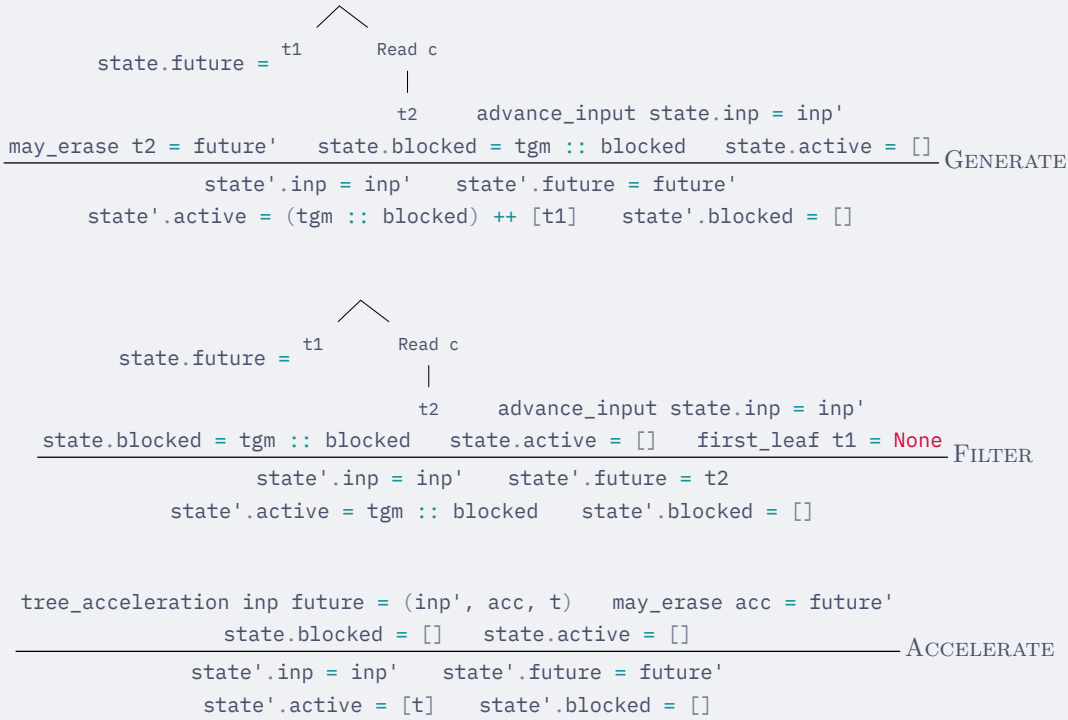 t1 Read c
state.future =
t2 advance_input state.inp = inp'
may_erase t2 = future' state.blocked = tgm :: blocked state.active = []
GENERATE
state'.inp = inp' state'.future = future'
state'.active = (tgm :: blocked) ++ [t1] state'.blocked = []
t1 Read c
state.future =
t2 advance_input state.inp = inp'
state.blocked = tgm :: blocked state.active = [] first_leaf t1 = None
FILTER
state'.inp = inp' state'.future = t2
state'.active = tgm :: blocked state'.blocked = []
tree_acceleration inp future = (inp', acc, t) may_erase acc = future'
state.blocked = [] state.active = []
ACCELERATE
state'.inp = inp' state'.future = future'
state'.active = [t] state'.blocked = []